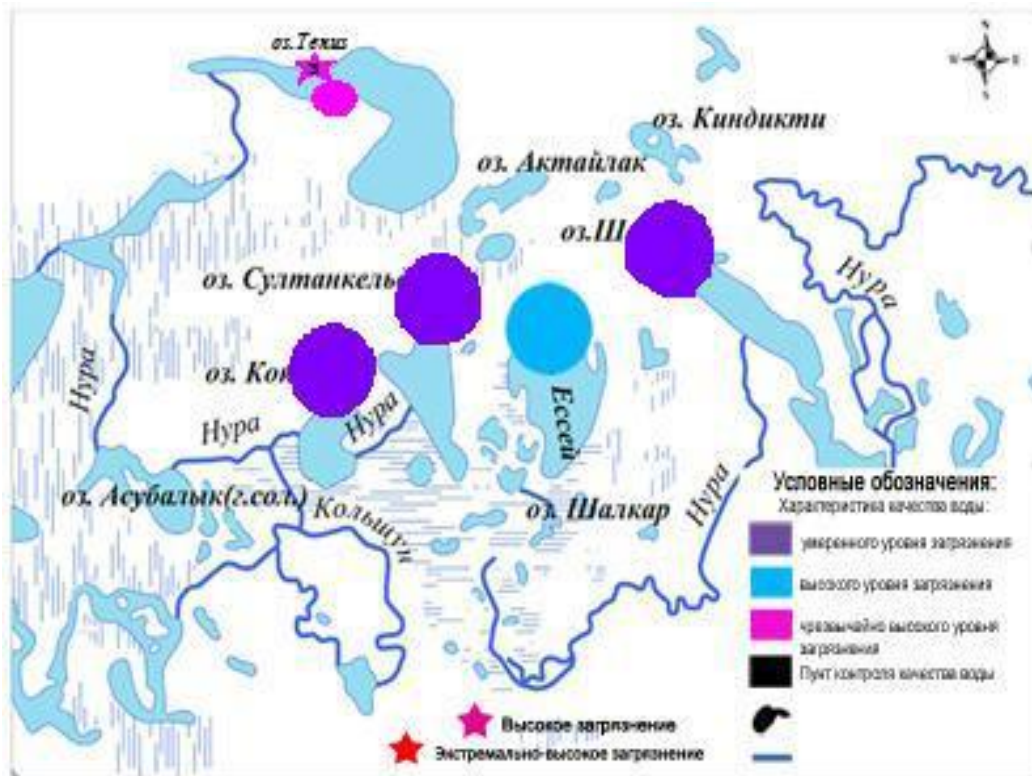 оз.Тениз
оз. Киндикти
оз. Актайлак
оз.Ш
оз. Султанкель
Нура
Нура
оз. Кок
Ессей
Нура
Нура
оз. Асубалык(г.сол.)
оз. Шалкар
Нура
Условные обозначения:
Характеристика качества воды:
умеренного уровня загрязнения
высокого уровня загрязнения
чрезвычайно высокого уровня
загрязнения
Пункт контроля качества воды
Высокое загрязнение
Экстремально-высокое загрязнение